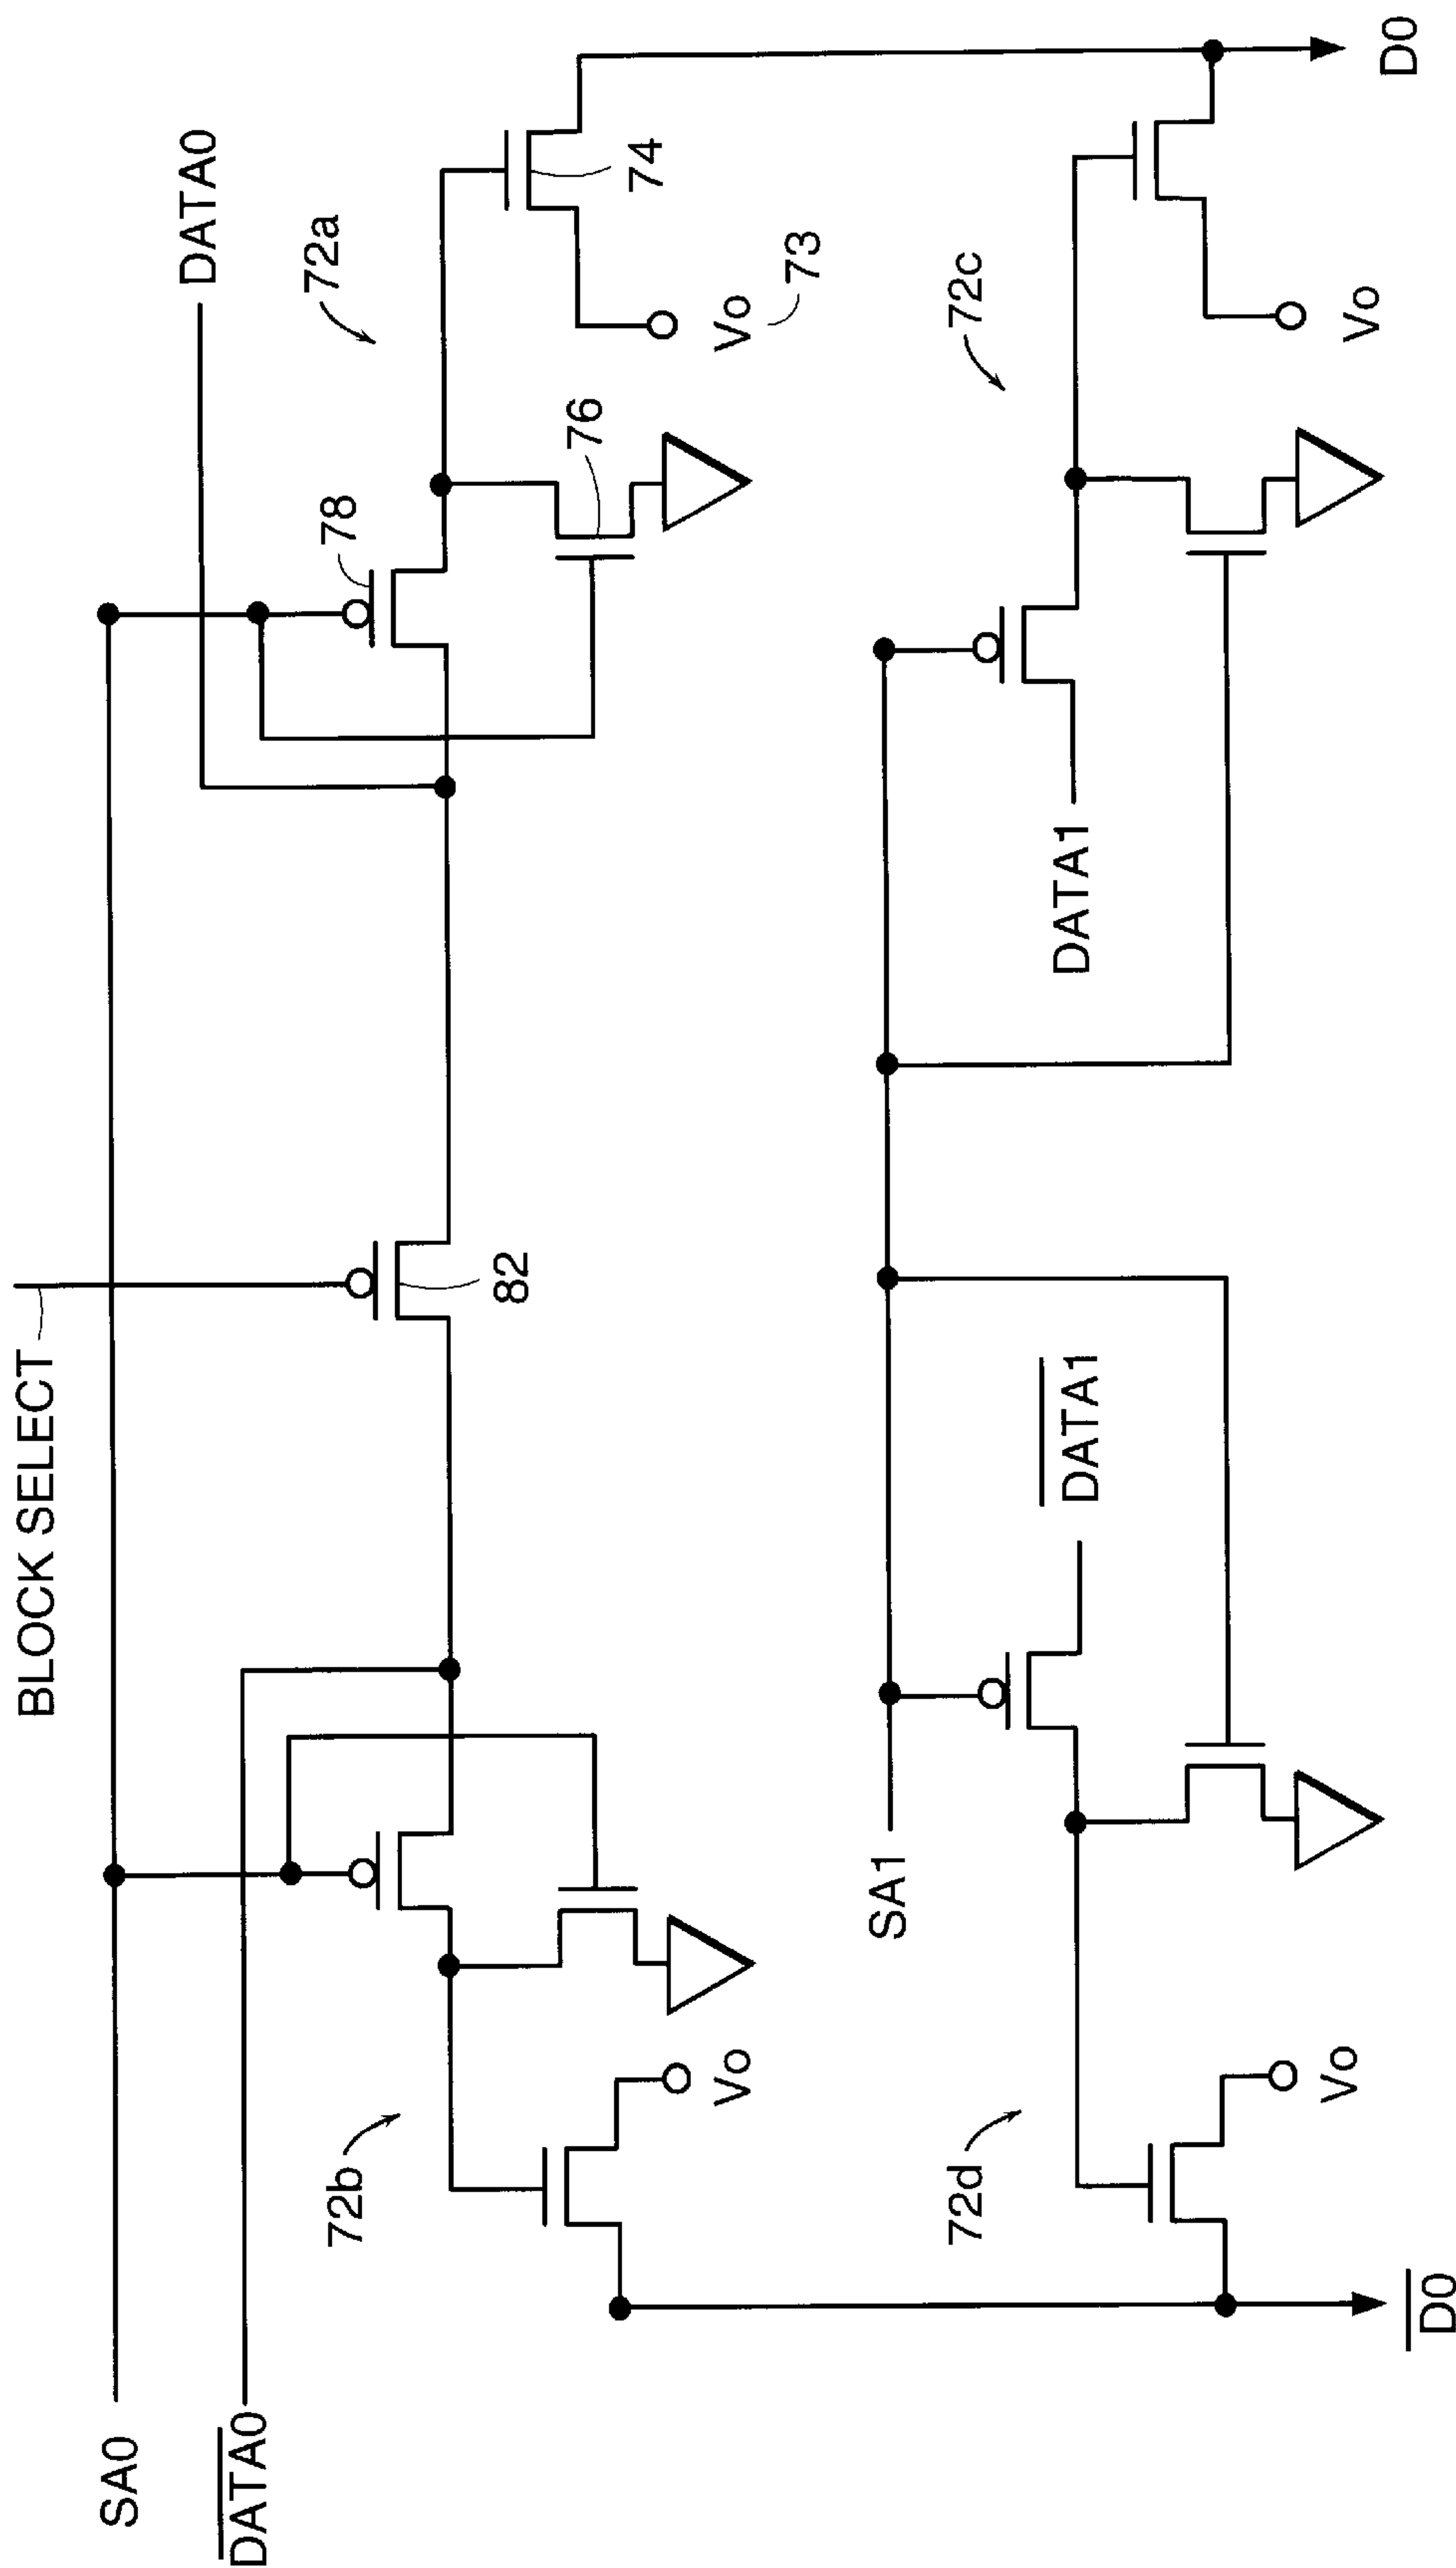 BLOCK SELECT
SA0
DATA0
DATA0
72b
78
72a
82
76
74
Vo
Vo
73
SA1
DATA1
DATA1
72d
72c
Vo
Vo
D0
D0